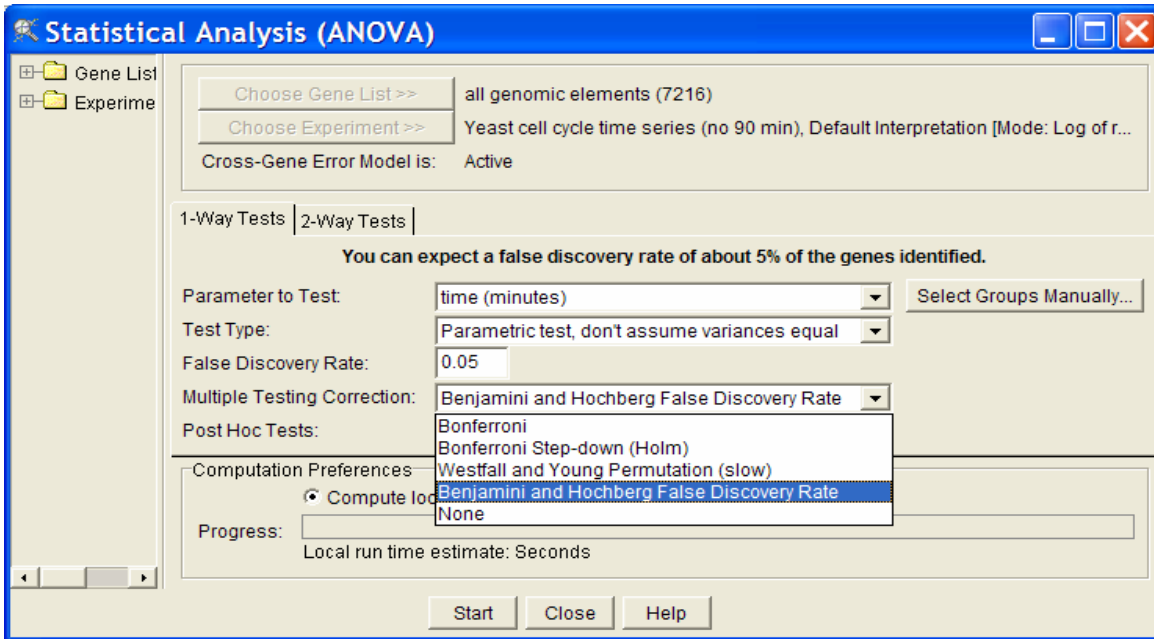 Statistical Analysis (ANOVA)
Gene List
Experime
Choose Gene List >> all genomic elements (7216)
Choose Experiment >> Yeast cell cycle time series (no 90 min), Default Interpretation [Mode: Log of r...
Cross-Gene Error Model is: Active
1-Way Tests 2-Way Tests
You can expect a false discovery rate of about 5% of the genes identified.
Parameter to Test: time (minutes) Select Groups Manually...
Test Type: Parametric test, don't assume variances equal
False Discovery Rate: 0.05
Multiple Testing Correction: Benjamini and Hochberg False Discovery Rate
Post Hoc Tests:
Bonferroni
Bonferroni Step-down (Holm)
Westfall and Young Permutation (slow)
Benjamini and Hochberg False Discovery Rate
None
Computation Preferences
Compute loc
Progress:
Local run time estimate: Seconds
Start Close Help